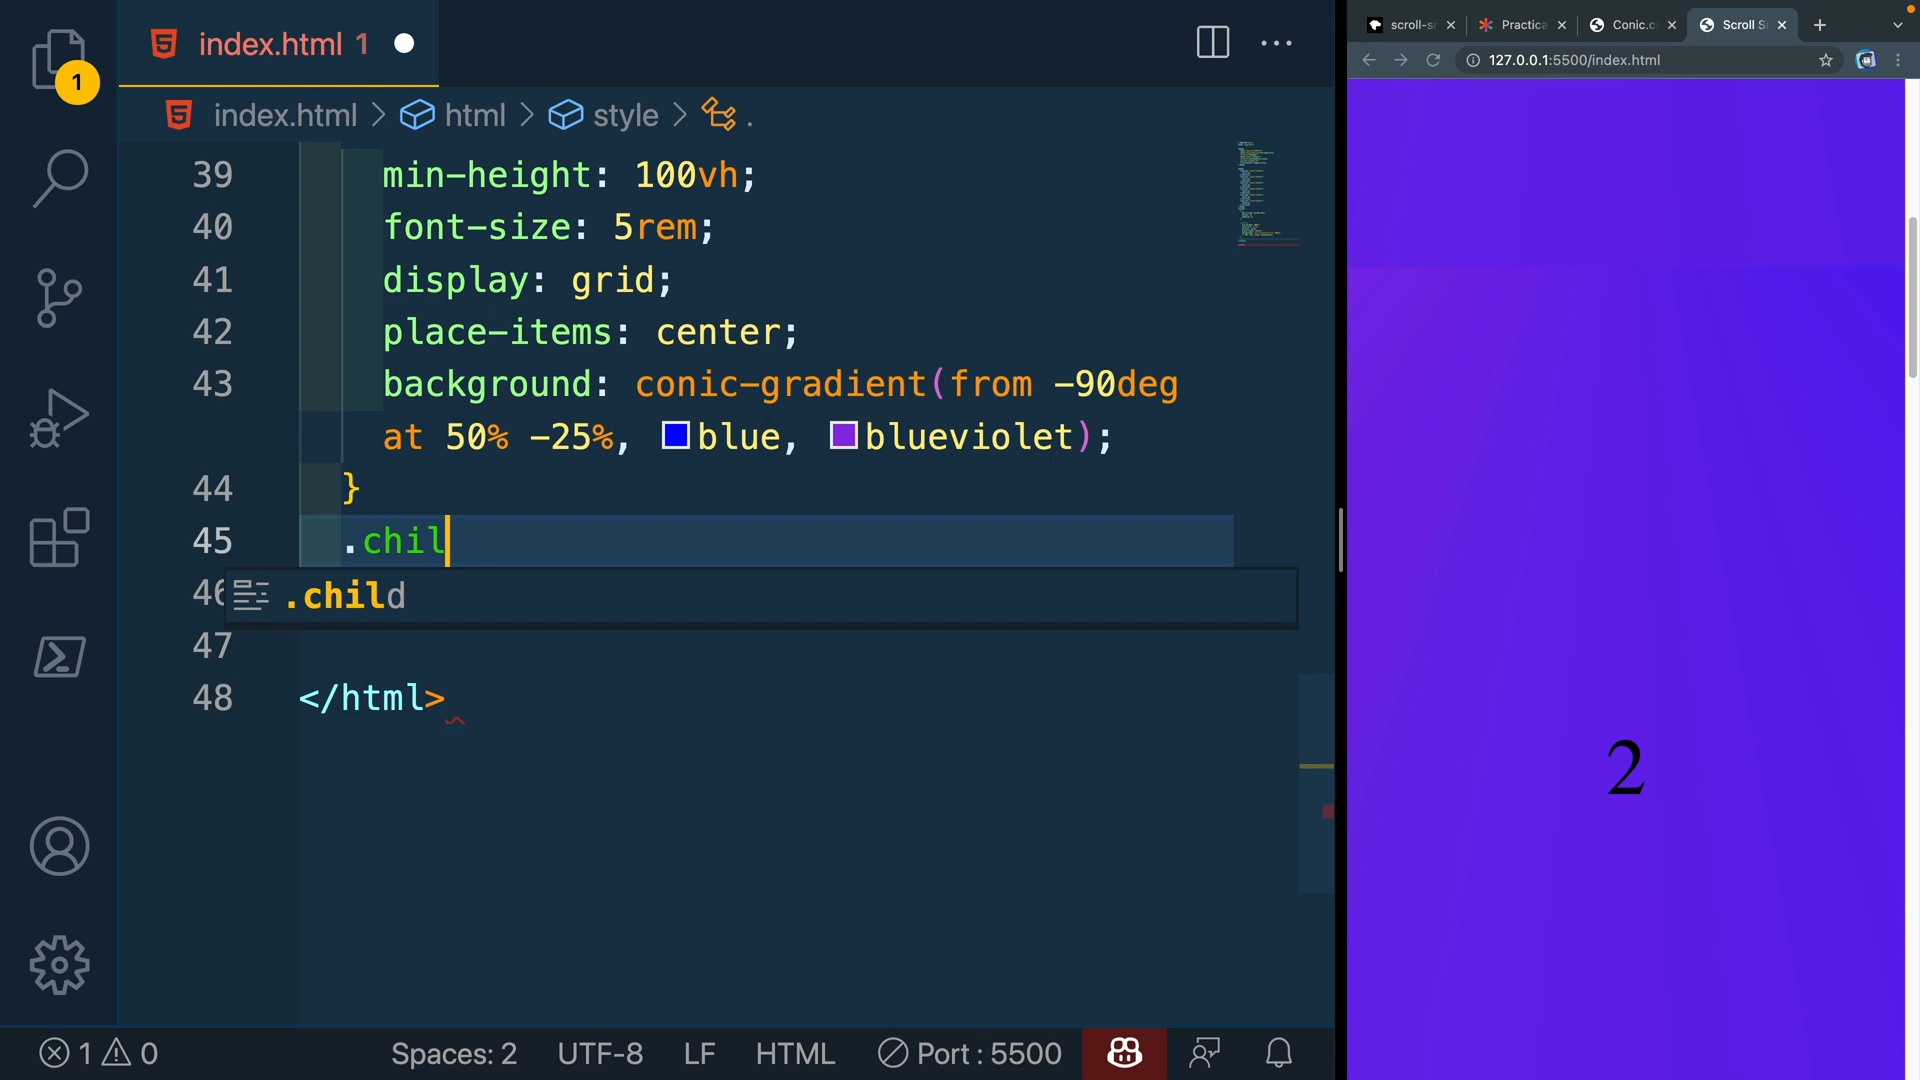 index.html 1
index.html > html > style > .
39 min-height: 100vh;
40 font-size: 5rem;
41 display: grid;
42 place-items: center;
43 background: conic-gradient(from -90deg
at 50% -25%, blue, blueviolet);
44 }
45 .chil
.child
47
48 </html>
1
1 0 Spaces: 2 UTF-8 LF HTML Port : 5500
scroll-s Practica Conic.c Scroll S
127.0.0.1:5500/index.html
2